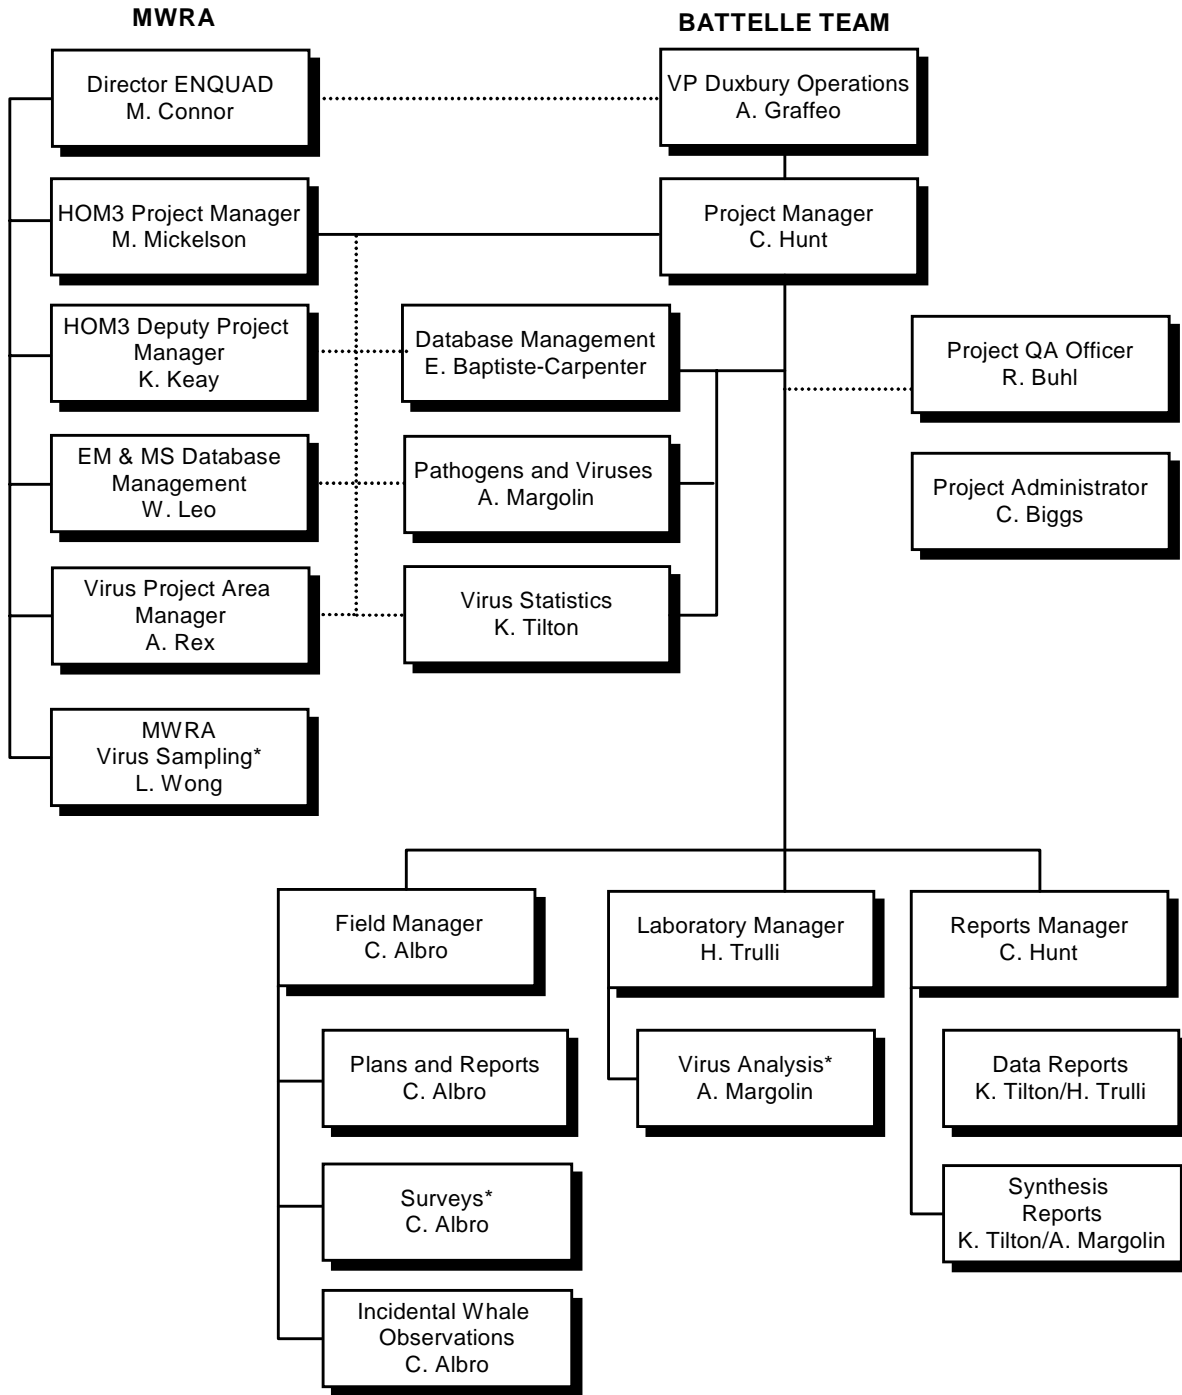 MWRA
BATTELLE TEAM
Director ENQUAD
M. Connor
VP Duxbury Operations
A. Graffeo
HOM3 Project Manager
M. Mickelson
Project Manager
C. Hunt
HOM3 Deputy Project
Manager
K. Keay
Database Management
E. Baptiste-Carpenter
Project QA Officer
R. Buhl
EM & MS Database
Management
W. Leo
Pathogens and Viruses
A. Margolin
Project Administrator
C. Biggs
Virus Project Area
Manager
A. Rex
Virus Statistics
K. Tilton
MWRA
Virus Sampling*
L. Wong
Field Manager
C. Albro
Laboratory Manager
H. Trulli
Reports Manager
C. Hunt
Plans and Reports
C. Albro
Virus Analysis*
A. Margolin
Data Reports
K. Tilton/H. Trulli
Surveys*
C. Albro
Synthesis
Reports
K. Tilton/A. Margolin
Incidental Whale
Observations
C. Albro